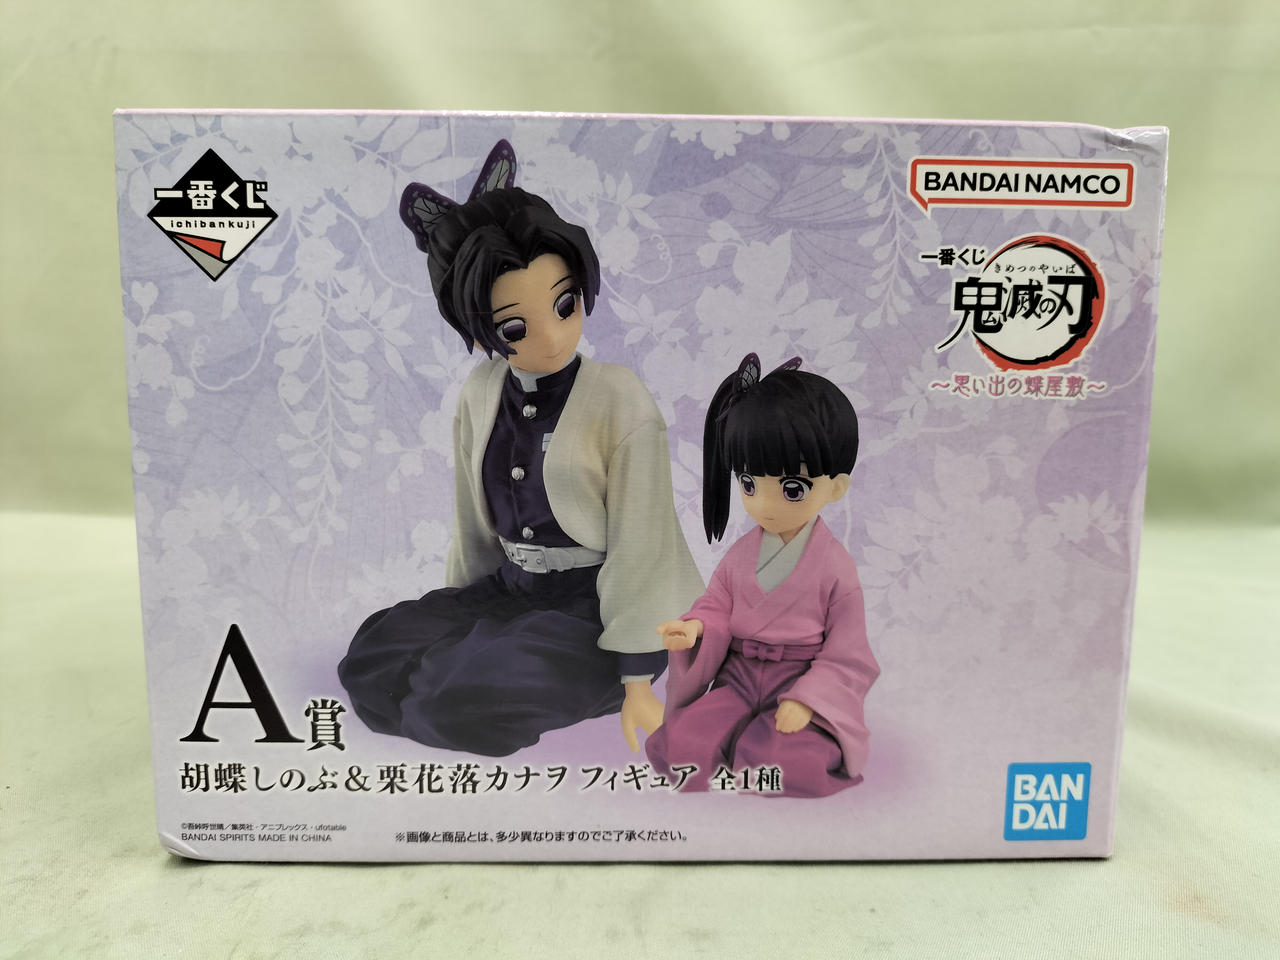 一番くじ
ichibankuji
BANDAI NAMCO
一番くじ
きめつのやいば
鬼滅の刃
～思い出の蝶屋敷～
A賞
胡蝶しのぶ＆栗花落カナヲ フィギュア 全1種
©吾峠呼世晴／集英社・アニプレックス・ufotable
BANDAI SPIRITS MADE IN CHINA
※画像と商品とは、多少異なりますのでご了承ください。
BAN
DAI